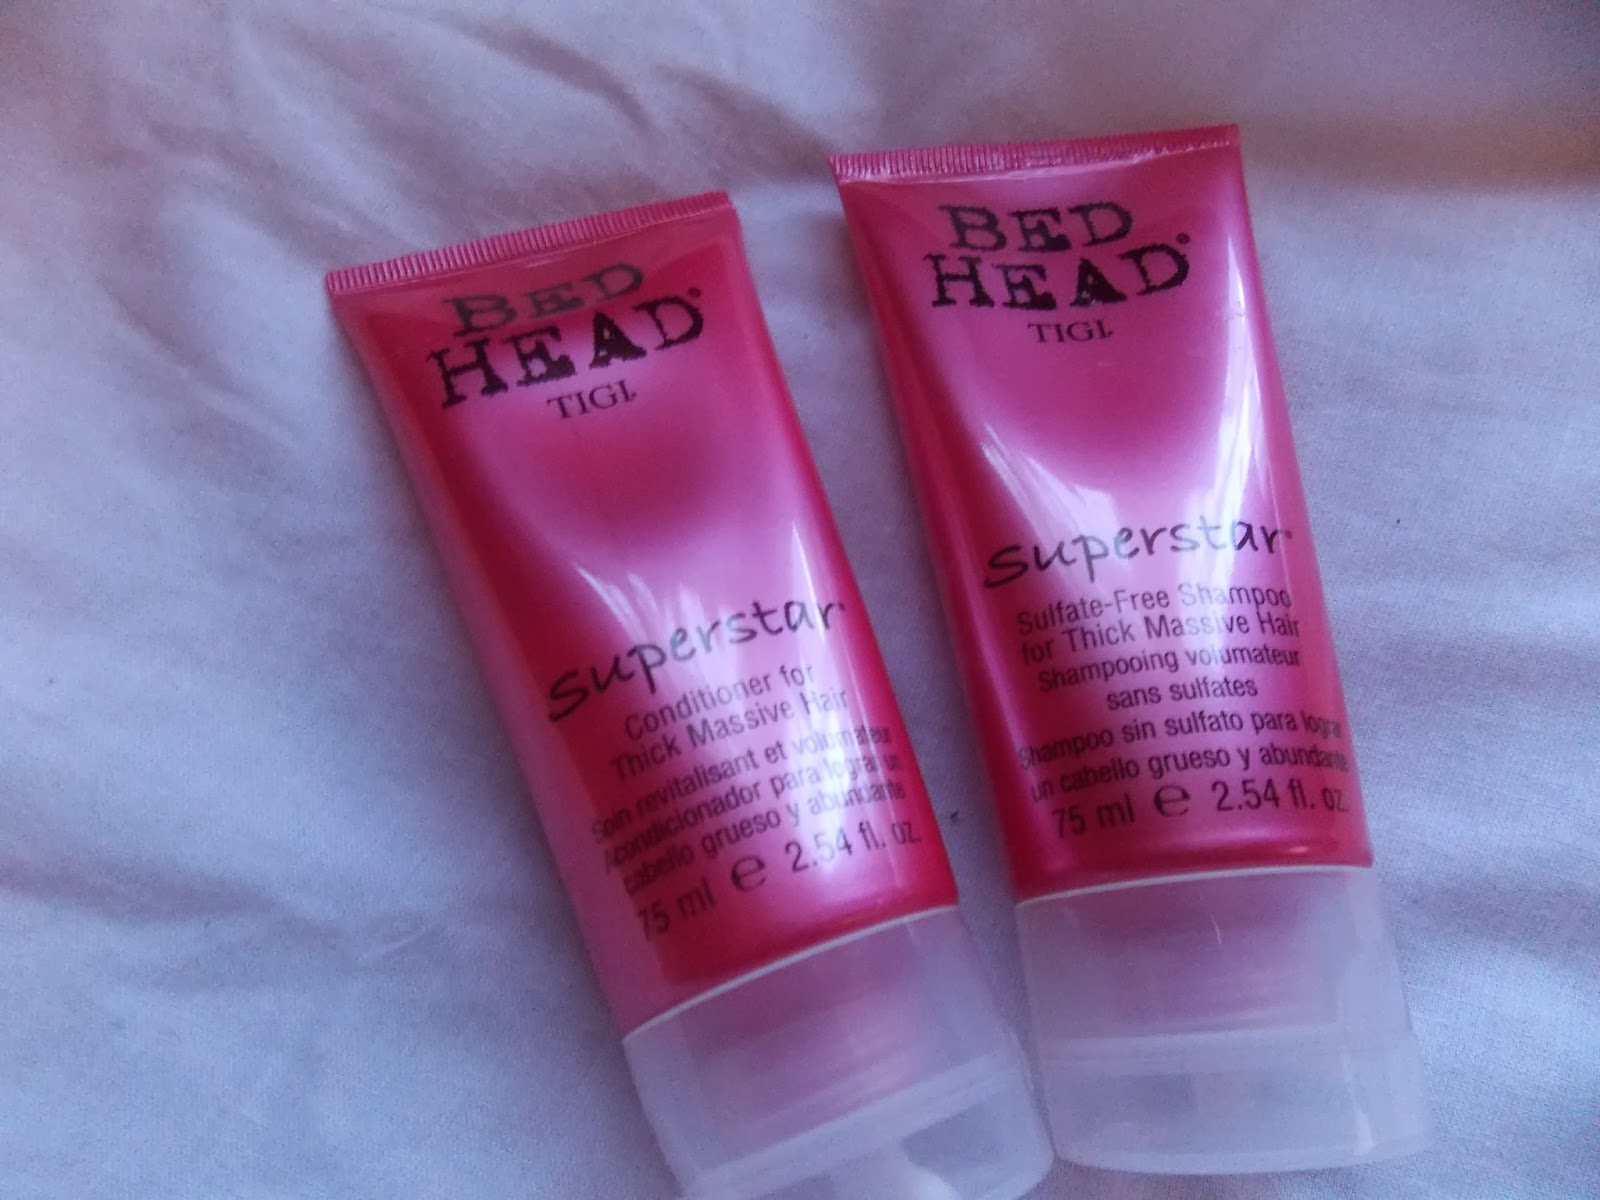 BED
HEAD®
TIGI
superstar
Conditioner for
Thick Massive Hair
Soin revitalisant et volumateur
Acondicionador para lograr un
cabello grueso y abundante
75 ml e 2.54 fl. oz.
BED
HEAD®
TIGI
superstar
Sulfate-Free Shampoo
for Thick Massive Hair
Shampooing volumateur
sans sulfates
Shampoo sin sulfato para lograr
un cabello grueso y abundante
75 ml e 2.54 fl. oz.